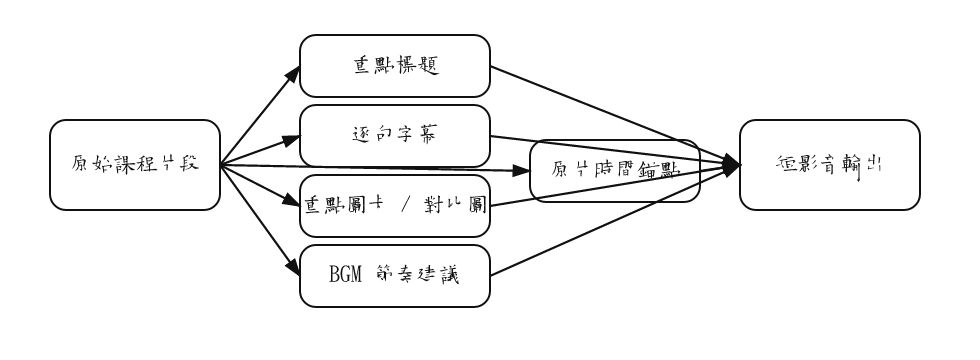 重點標題
逐句字幕
原始課程片段
原片時間錨點
短影音輸出
重點圖卡 / 對比圖
BGM 節奏建議